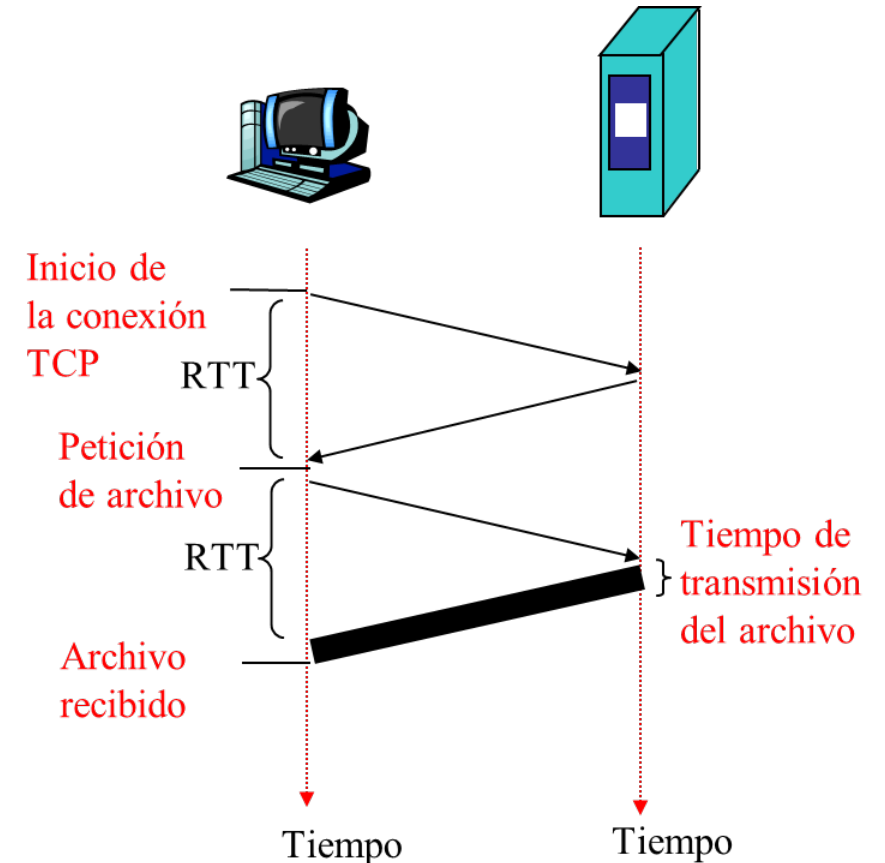 Inicio de
la conexión
TCP
RTT
Petición
de archivo
RTT
Tiempo de
transmisión
del archivo
Archivo
recibido
Tiempo
Tiempo